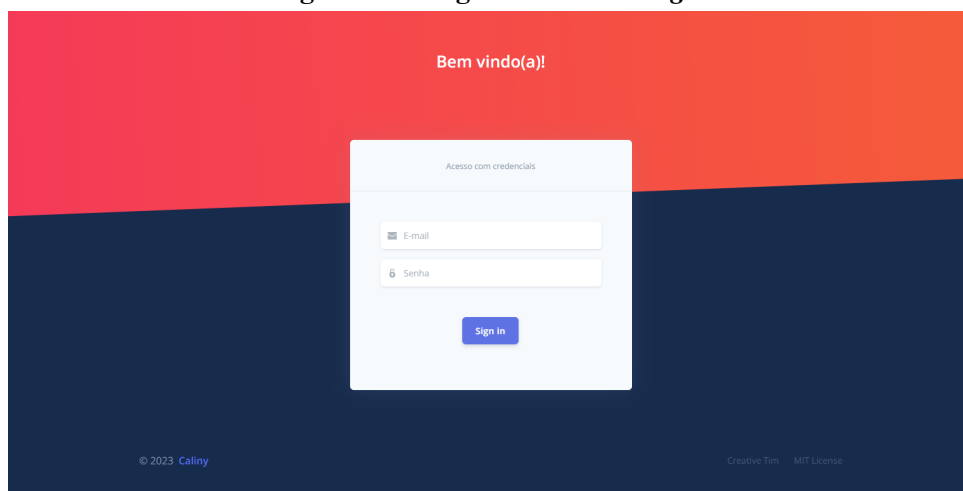 Bem vindo(a)!
Acesso com credenciais
E-mail
Senha
Sign in
© 2023 Caliny
Creative Tim MIT License